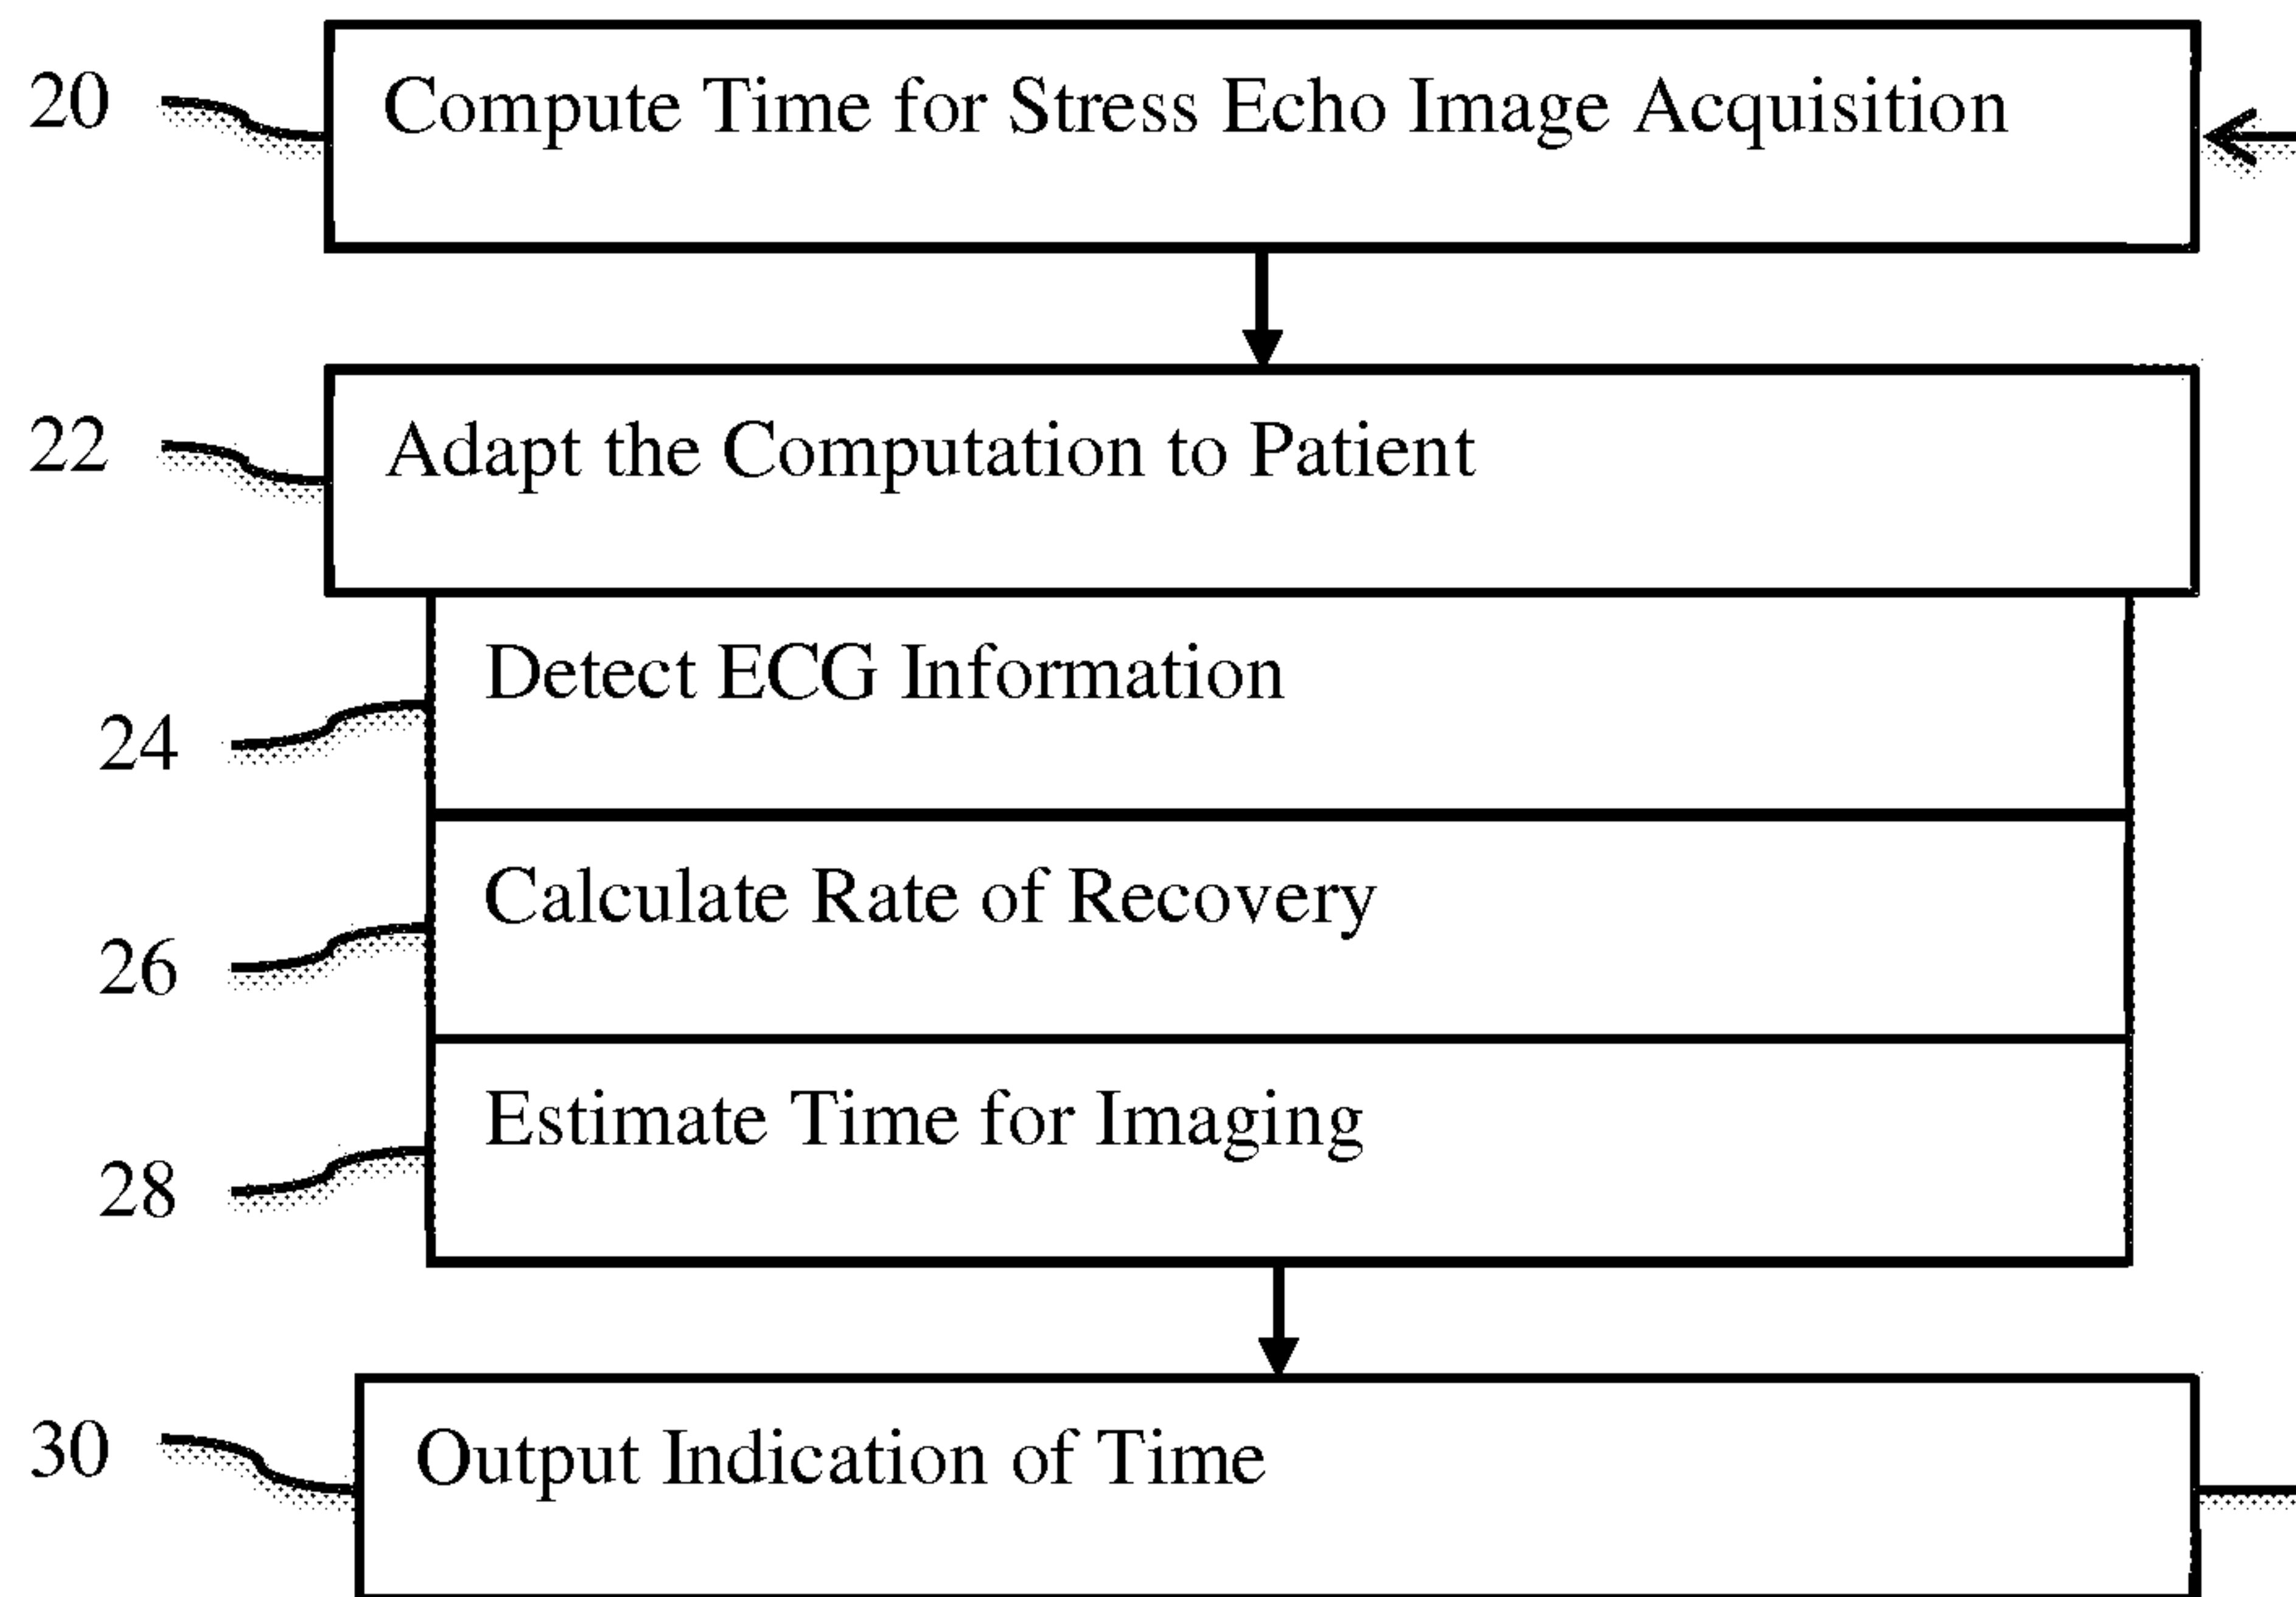 20 Compute Time for Stress Echo Image Acquisition
22 Adapt the Computation to Patient
Detect ECG Information
24
Calculate Rate of Recovery
26
Estimate Time for Imaging
28
30 Output Indication of Time